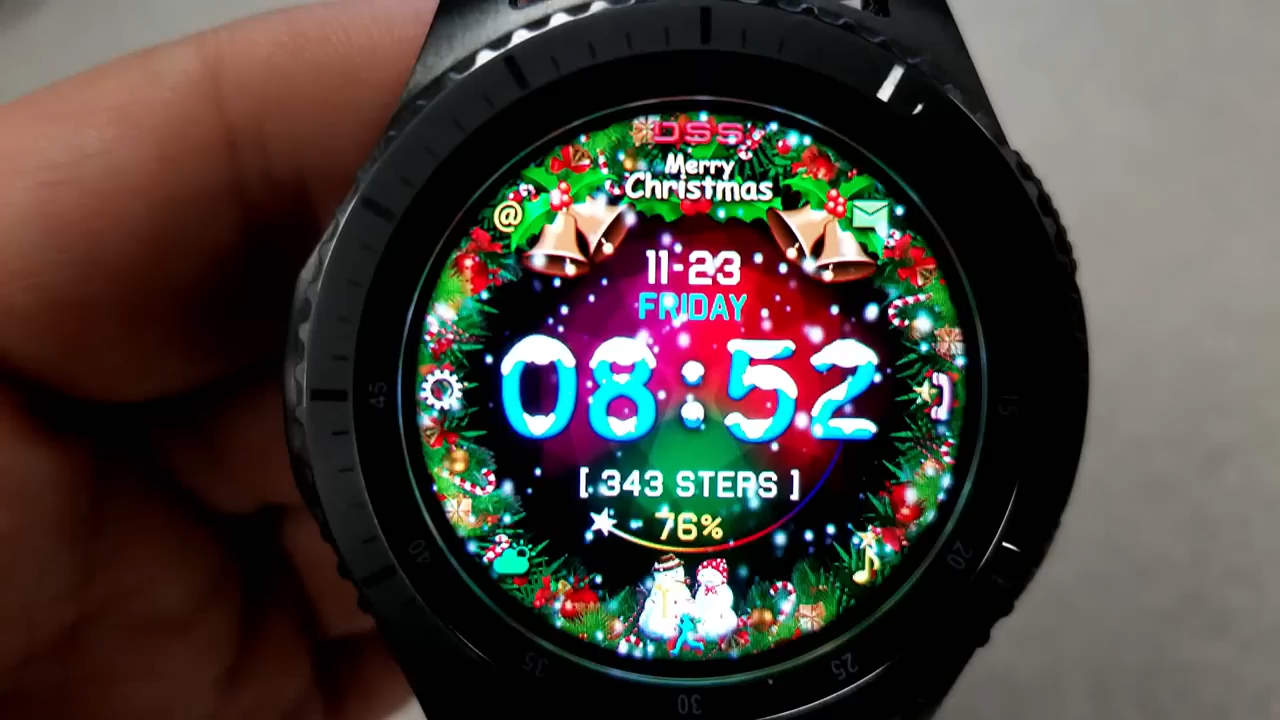 DSS
Merry
Christmas
@
11-23
FRIDAY
08:52
[ 343 STEPS ]
76%
15
20
25
30
35
40
45